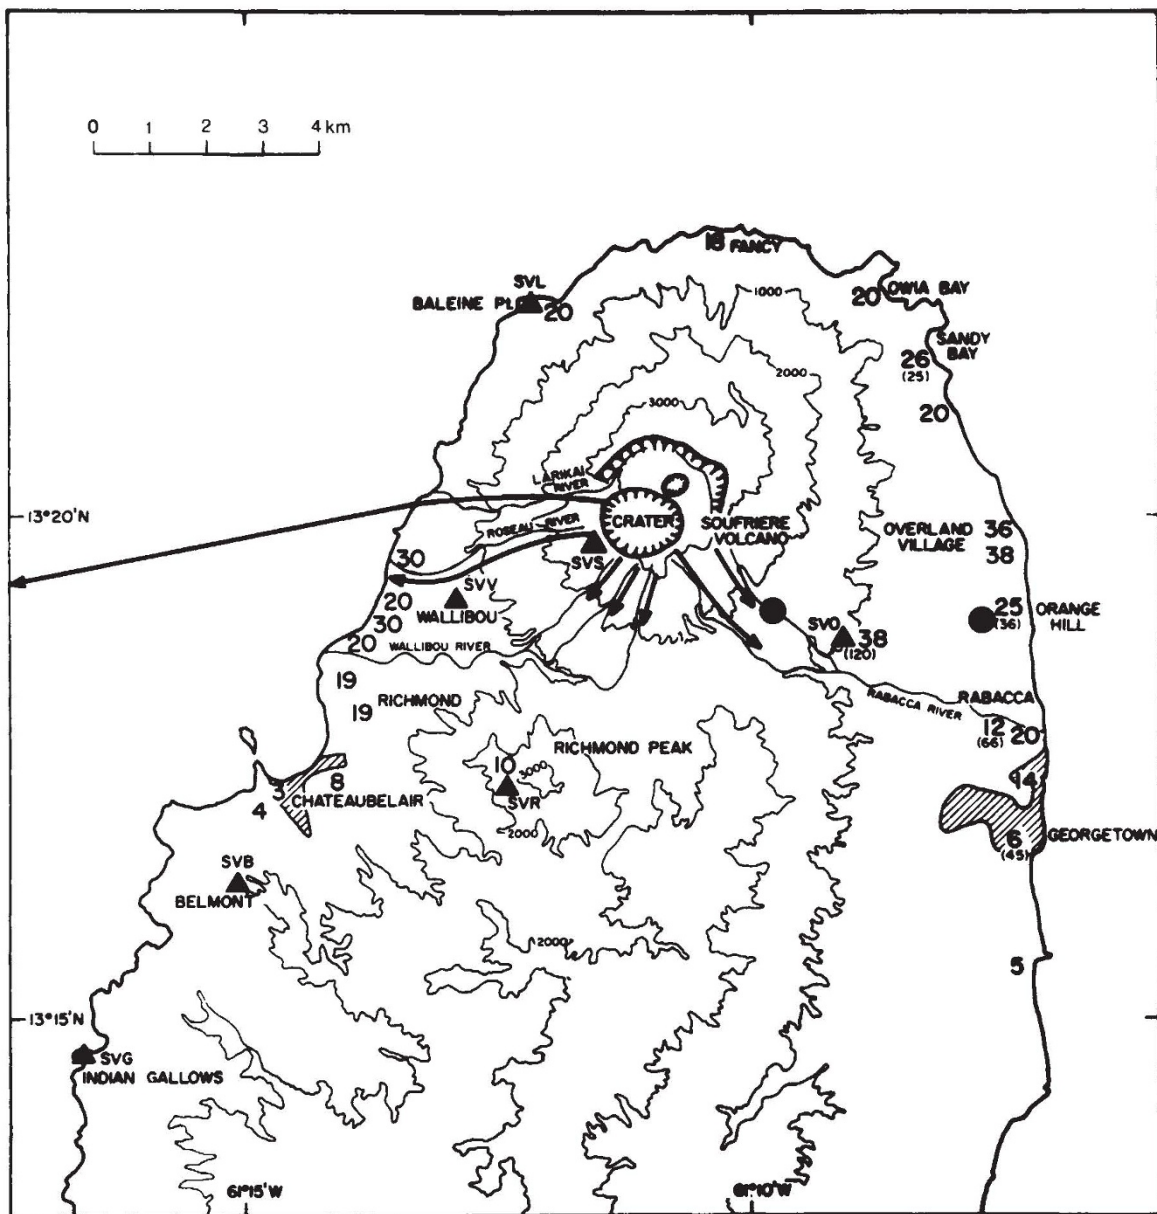 0 1 2 3 4 km
16 FANCY
SVL
BALEINE Pt.
20
1000
20
OWIA BAY
SANDY
BAY
26
(25)
2000
3000
20
LARIKAI
RIVER
13°20'N
ROSEAU RIVER
CRATER
SOUFRIERE
VOLCANO
OVERLAND
VILLAGE
36
38
SVS
30
SVV
WALLIBOU
20
30
20
WALLIBOU RIVER
25
(36)
ORANGE
HILL
SVO
38
(120)
19
RICHMOND
19
RABACCA RIVER
RABACCA
12
(66)
20
RICHMOND PEAK
10
3000
SVR
2000
8
3
CHATEAUBELAIR
4
14
GEORGETOWN
6
(45)
SVB
BELMONT
2000
5
13°15'N
SVG
INDIAN GALLOWS
61°15'W
61°10'W